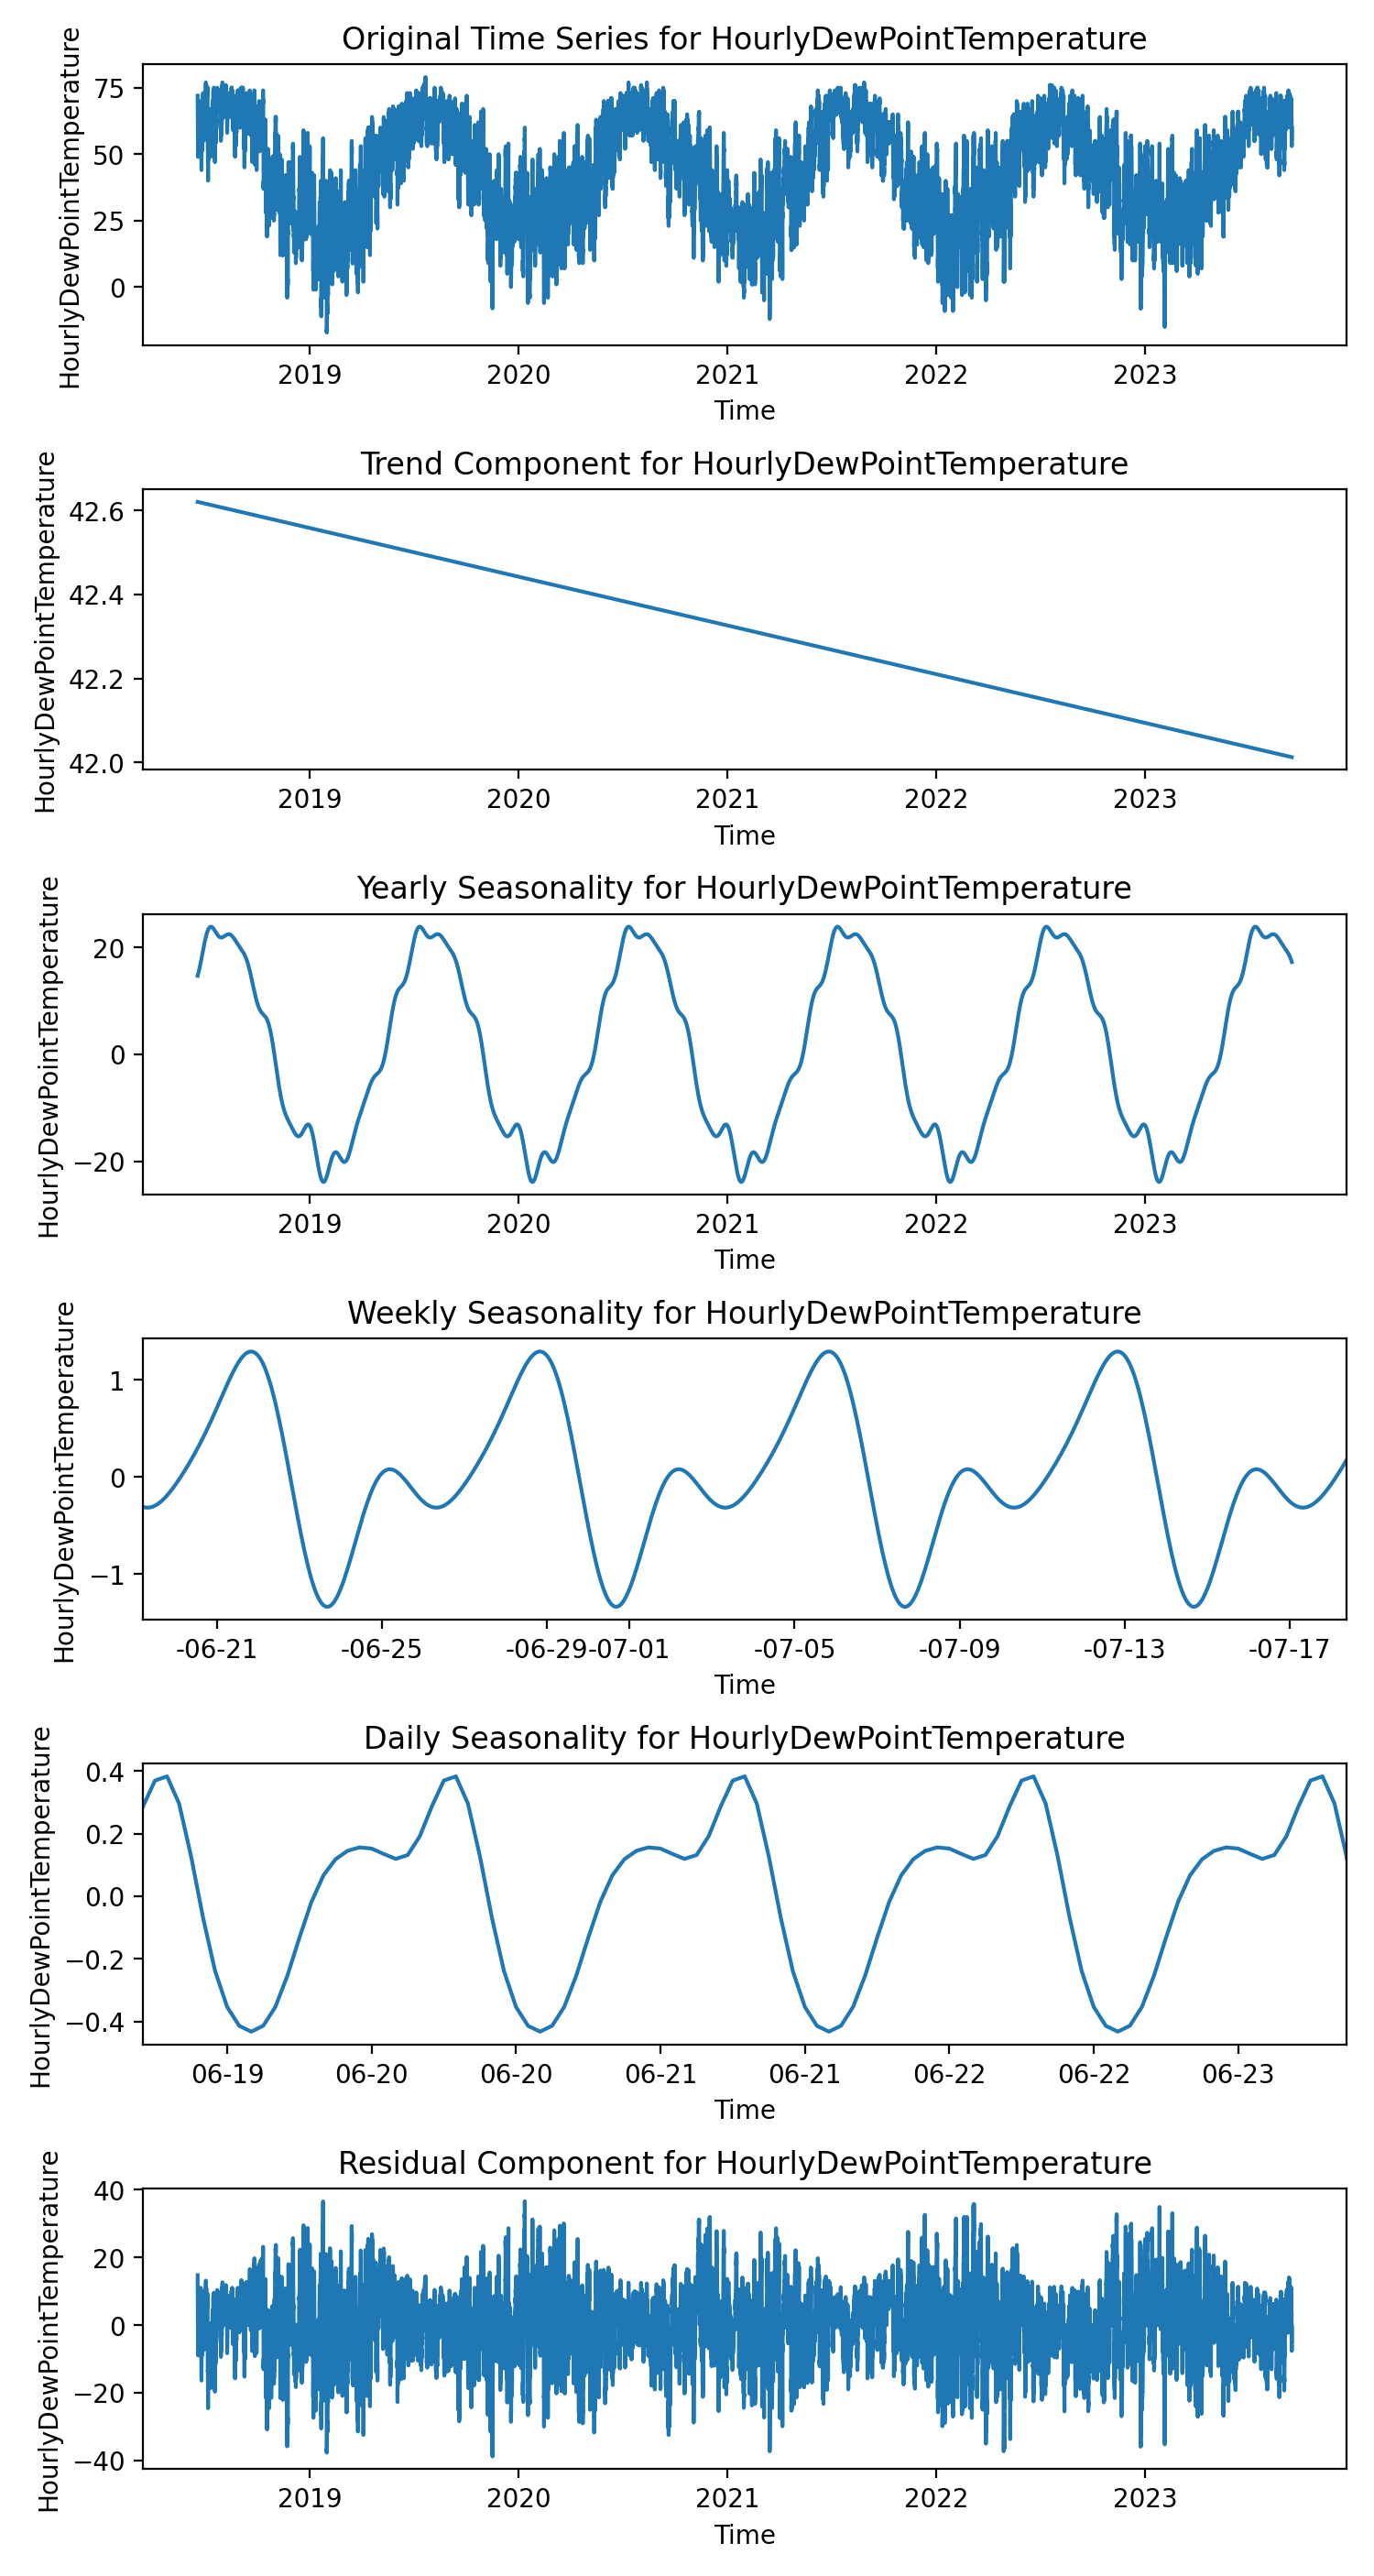 Original Time Series for HourlyDewPointTemperature
HourlyDewPointTemperature
75
50
25
0
2019 2020 2021 2022 2023
Time
Trend Component for HourlyDewPointTemperature
HourlyDewPointTemperature
42.6
42.4
42.2
42.0
2019 2020 2021 2022 2023
Time
Yearly Seasonality for HourlyDewPointTemperature
HourlyDewPointTemperature
20
0
−20
2019 2020 2021 2022 2023
Time
Weekly Seasonality for HourlyDewPointTemperature
HourlyDewPointTemperature
1
0
−1
-06-21 -06-25 -06-29-07-01 -07-05 -07-09 -07-13 -07-17
Time
Daily Seasonality for HourlyDewPointTemperature
HourlyDewPointTemperature
0.4
0.2
0.0
−0.2
−0.4
06-19 06-20 06-20 06-21 06-21 06-22 06-22 06-23
Time
Residual Component for HourlyDewPointTemperature
HourlyDewPointTemperature
40
20
0
−20
−40
2019 2020 2021 2022 2023
Time